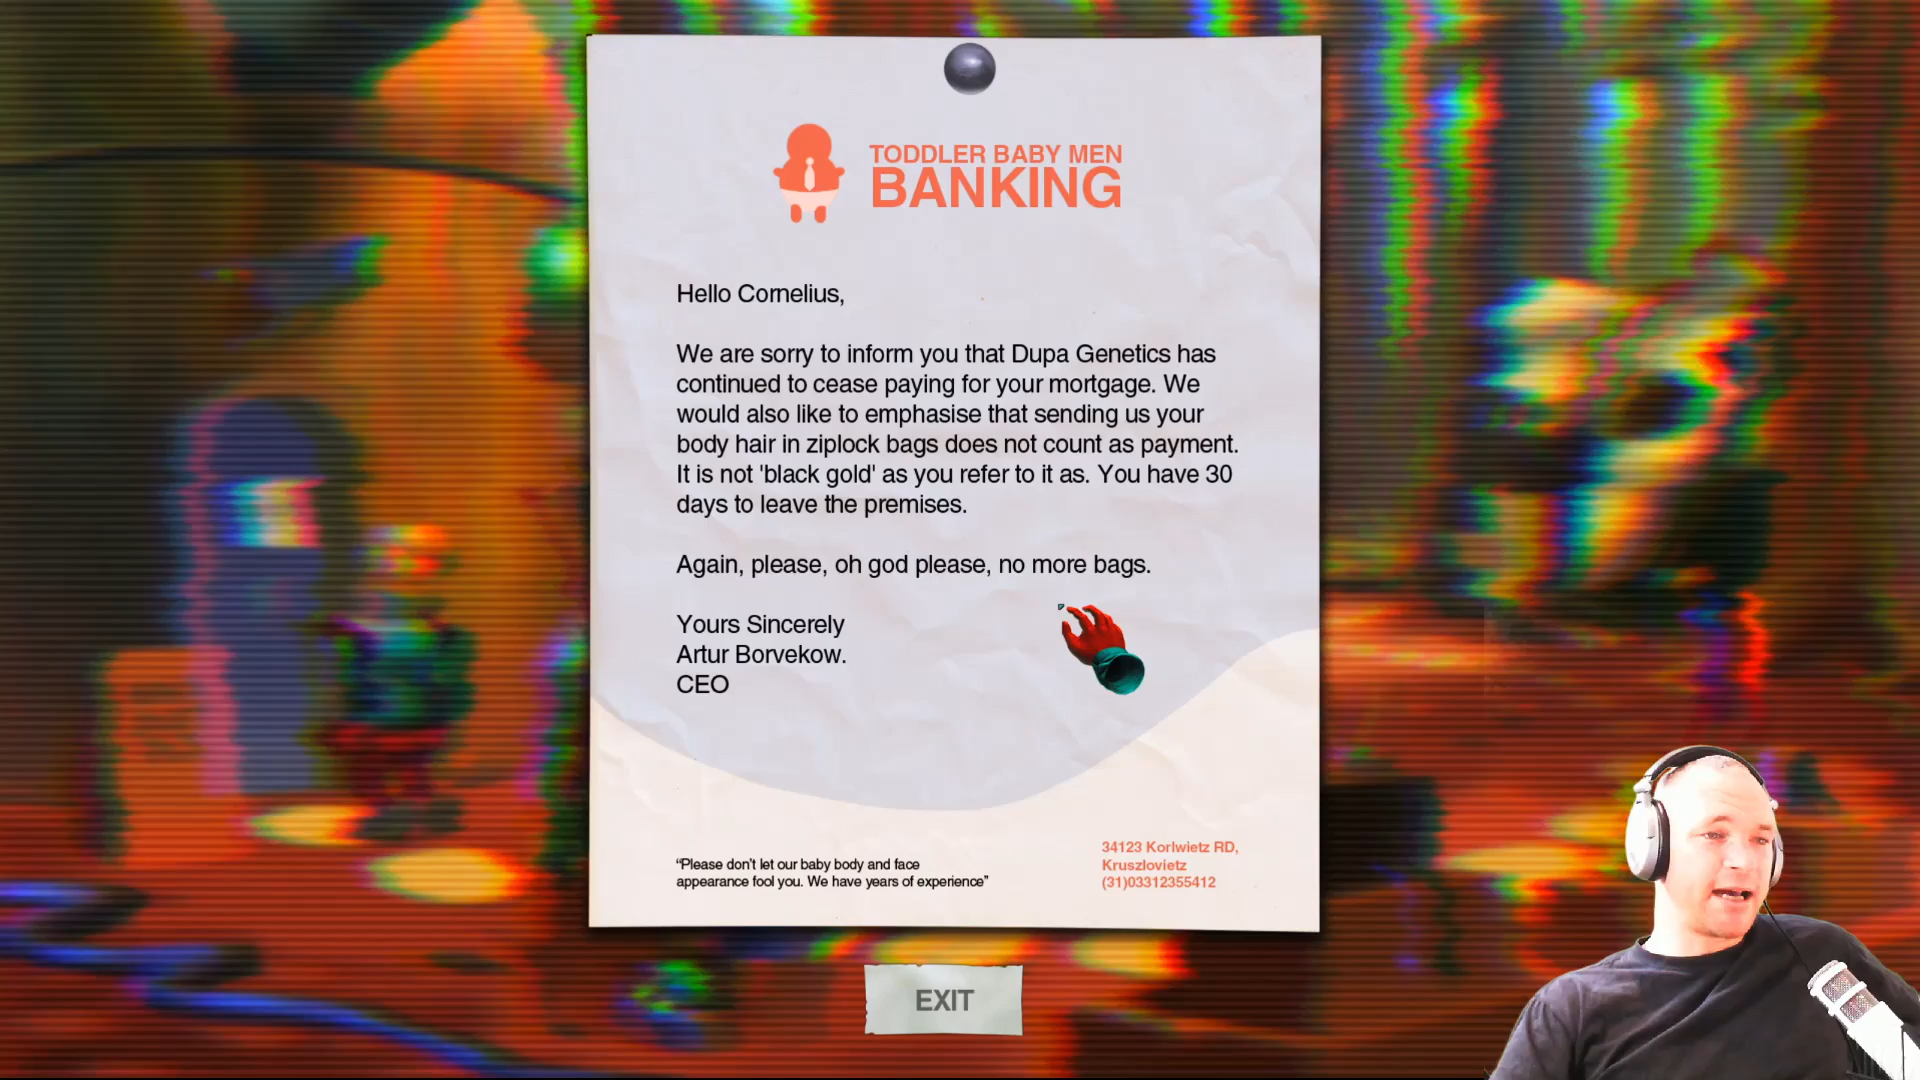 TODDLER BABY MEN
BANKING
Hello Cornelius,
We are sorry to inform you that Dupa Genetics has
continued to cease paying for your mortgage. We
would also like to emphasise that sending us your
body hair in ziplock bags does not count as payment.
It is not 'black gold' as you refer to it as. You have 30
days to leave the premises.
Again, please, oh god please, no more bags.
Yours Sincerely
Artur Borvekow.
CEO
“Please don't let our baby body and face
appearance fool you. We have years of experience”
34123 Korlwietz RD,
Kruszlovietz
(31)03312355412
EXIT